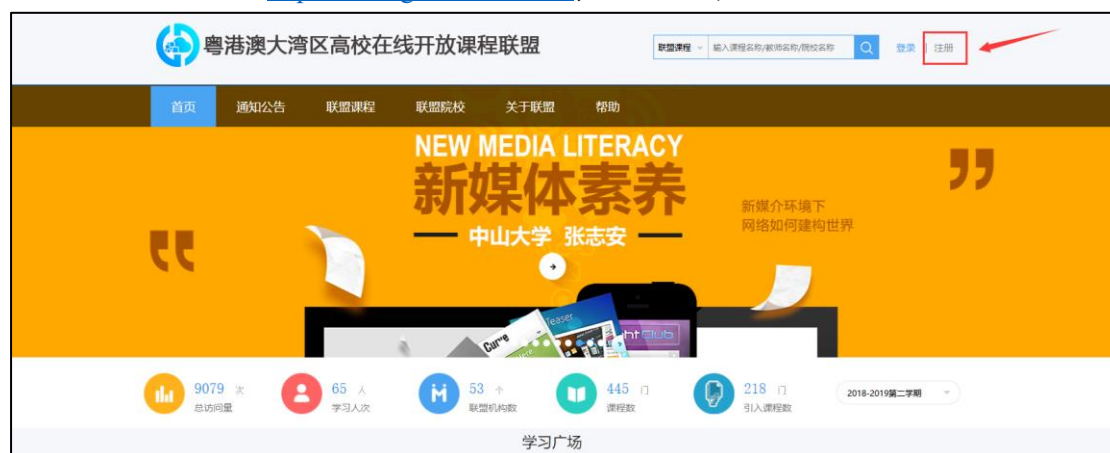 粤港澳大湾区高校在线开放课程联盟
联盟课程 输入课程名称/教师名称/院校名称 登录 | 注册
首页 通知公告 联盟课程 联盟院校 关于联盟 帮助
NEW MEDIA LITERACY
新媒体素养
中山大学 张志安
新媒介环境下
网络如何建构世界
Teaser
Curve
ht Club
9079 次 65 人 53 个 445 门 218 门 2018-2019第二学期
总访问量 学习人次 联盟机构数 课程数 引入课程数
学习广场